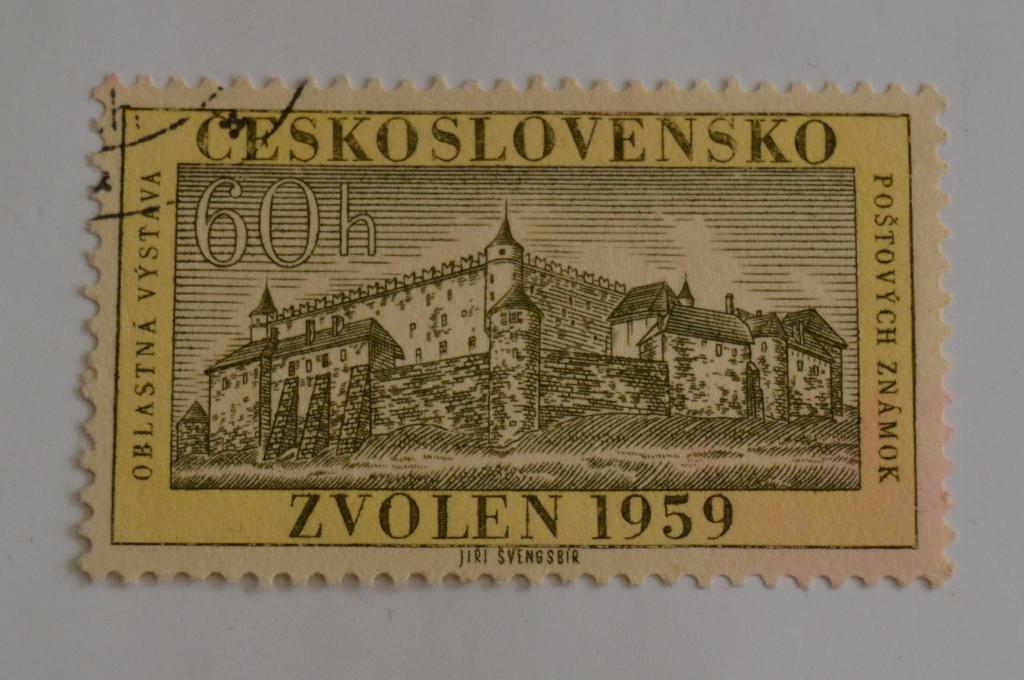 ČESKOSLOVENSKO
60h
OBLASTNÁ VÝSTAVA
POŠTOVÝCH ZNÁMOK
ZVOLEN 1959
JIŘÍ ŠVENGSBÍR